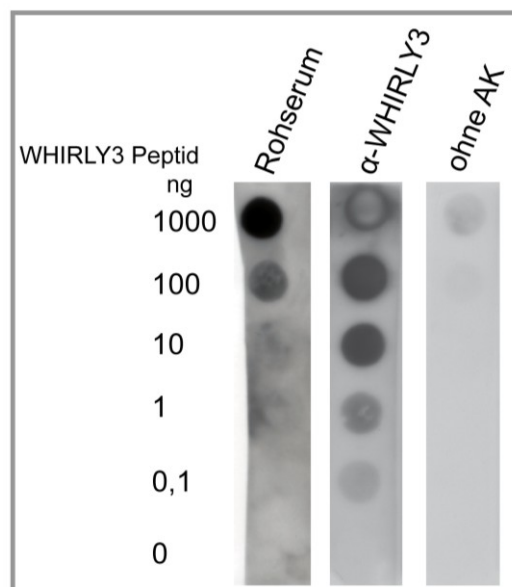 Rohserum
α-WHIRLY3
ohne AK
WHIRLY3 Peptid
ng
1000
100
10
1
0,1
0